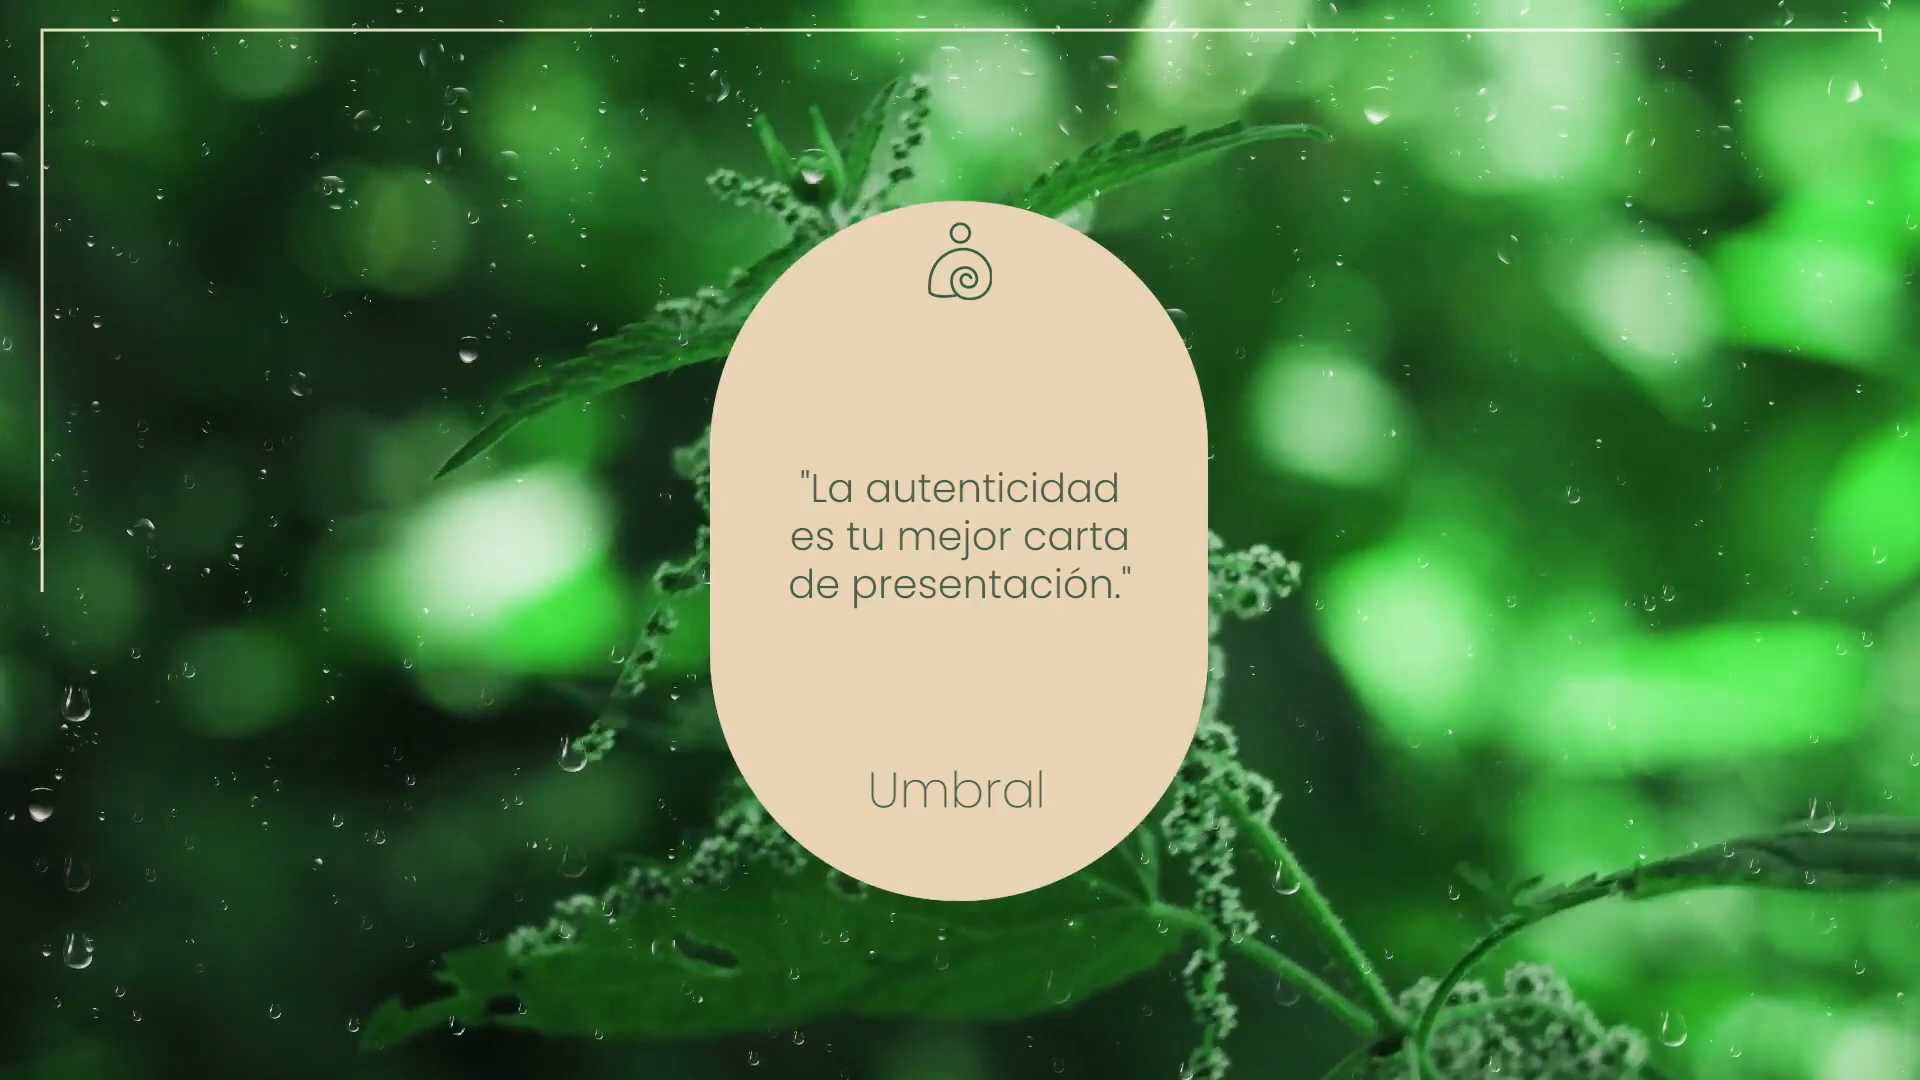 "La autenticidad
es tu mejor carta
de presentación."
Umbral